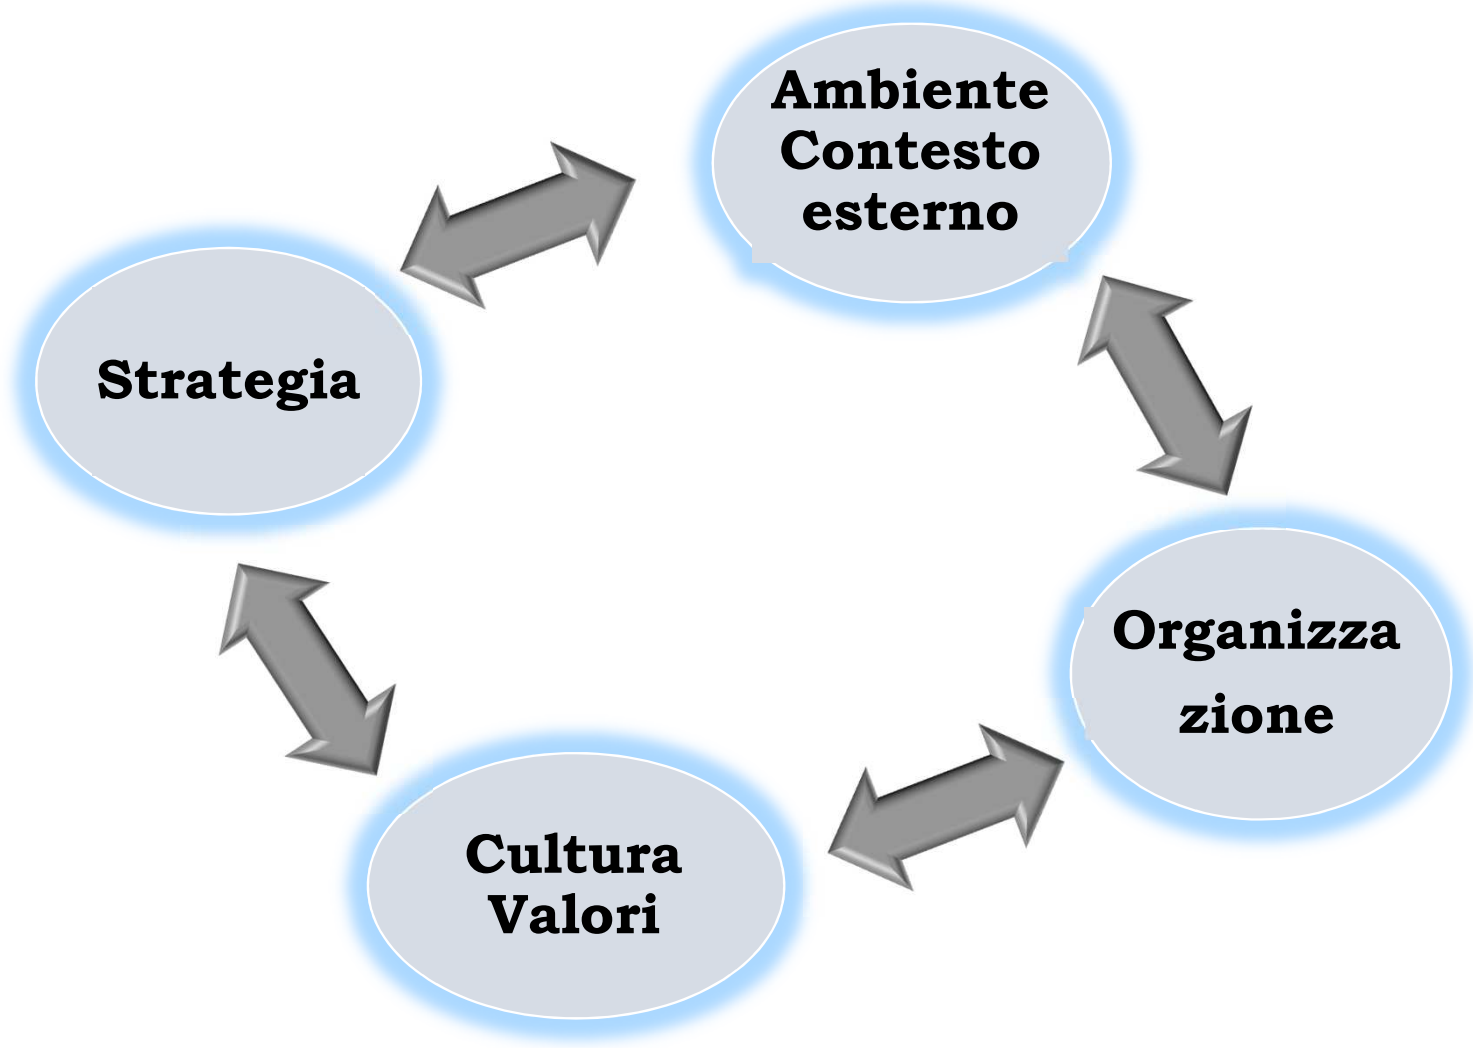 Ambiente
Contesto
esterno
Strategia
Organizza
zione
Cultura
Valori